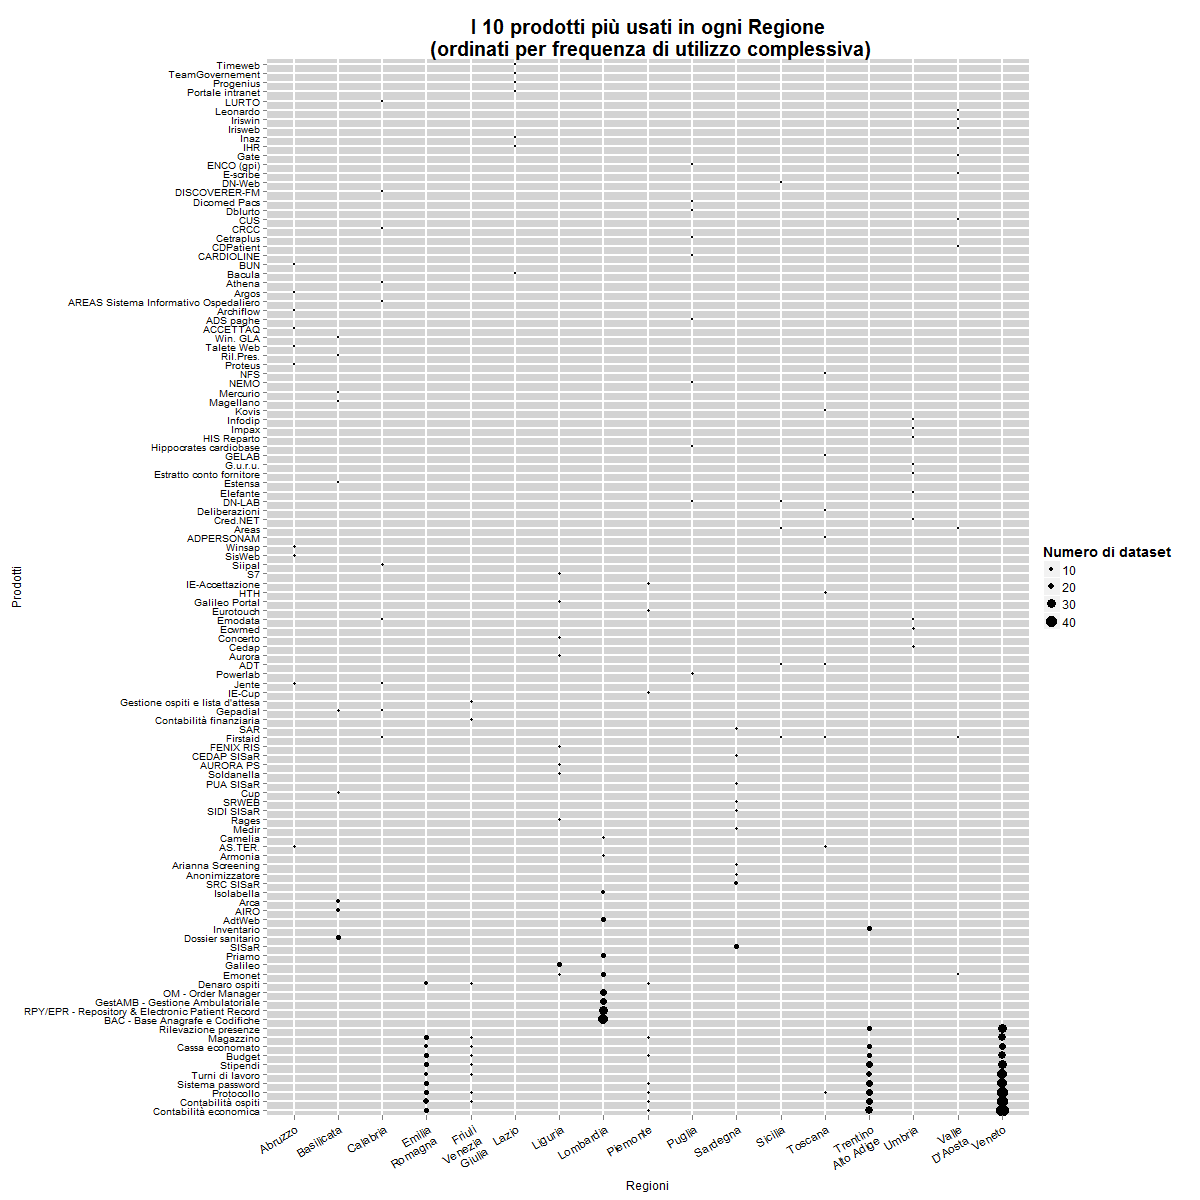 I 10 prodotti più usati in ogni Regione
(ordinati per frequenza di utilizzo complessiva)
Timeweb
TeamGovernement
Progenius
Portale intranet
LURTO
Leonardo
Iriswin
Irisweb
Inaz
IHR
Gate
ENCO (gpi)
E-scribe
DN-Web
DISCOVERER-FM
Dicomed Pacs
Dblurto
CUS
CRCC
Cetraplus
CDPatient
CARDIOLINE
BUN
Bacula
Athena
Argos
AREAS Sistema Informativo Ospedaliero
Archiflow
ADS paghe
ACCETTAQ
Win. GLA
Talete Web
Ril.Pres.
Proteus
NFS
NEMO
Mercurio
Magellano
Kovis
Infodip
Impax
HIS Reparto
Hippocrates cardiobase
GELAB
G.u.r.u.
Estratto conto fornitore
Estensa
Elefante
DN-LAB
Deliberazioni
Cred.NET
Areas
ADPERSONAM
Winsap
SisWeb
Siipal
S7
IE-Accettazione
HTH
Galileo Portal
Eurotouch
Emodata
Ecwmed
Concerto
Cedap
Aurora
ADT
Powerlab
Jente
IE-Cup
Gestione ospiti e lista d'attesa
Gepadial
Contabilità finanziaria
SAR
Firstaid
FENIX RIS
CEDAP SISaR
AURORA PS
Soldanella
PUA SISaR
Cup
SRWEB
SIDI SISaR
Rages
Medir
Camelia
AS.TER.
Armonia
Arianna Screening
Anonimizzatore
SRC SISaR
Isolabella
Arca
AIRO
AdtWeb
Inventario
Dossier sanitario
SISaR
Priamo
Galileo
Emonet
Denaro ospiti
OM - Order Manager
GestAMB - Gestione Ambulatoriale
RPY/EPR - Repository & Electronic Patient Record
BAC - Base Anagrafe e Codifiche
Rilevazione presenze
Magazzino
Cassa economato
Budget
Stipendi
Turni di lavoro
Sistema password
Protocollo
Contabilità ospiti
Contabilità economica
Prodotti
Abruzzo
Basilicata
Calabria
Emilia
Romagna
Friuli
Venezia
Giulia
Lazio
Liguria
Lombardia
Piemonte
Puglia
Sardegna
Sicilia
Toscana
Trentino
Alto Adige
Umbria
Valle
D'Aosta
Veneto
Regioni
Numero di dataset
10
20
30
40